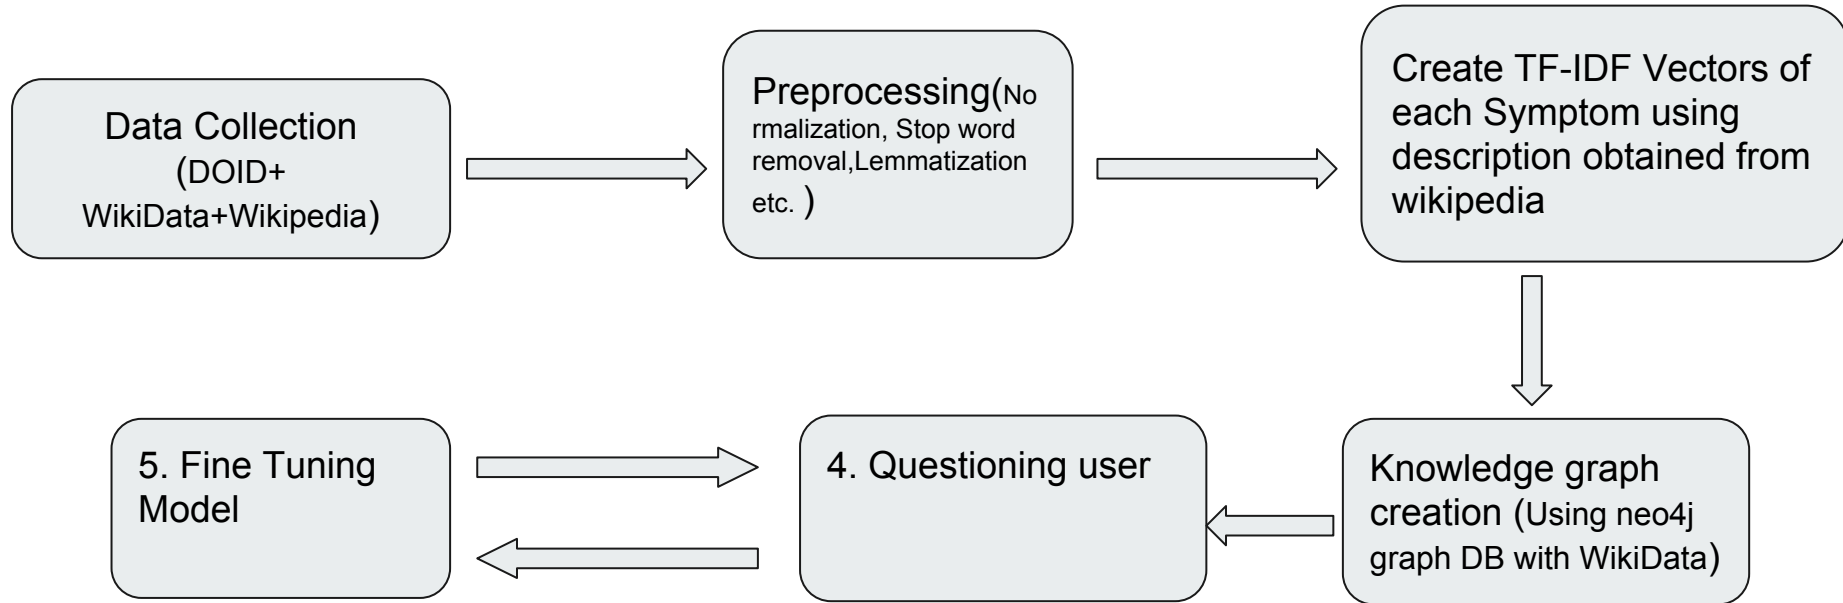 Data Collection
(DOID+
WikiData+Wikipedia)
Preprocessing(No
rmalization, Stop word
removal,Lemmatization
etc. )
Create TF-IDF Vectors of
each Symptom using
description obtained from
wikipedia
5. Fine Tuning
Model
4. Questioning user
Knowledge graph
creation (Using neo4j
graph DB with WikiData)